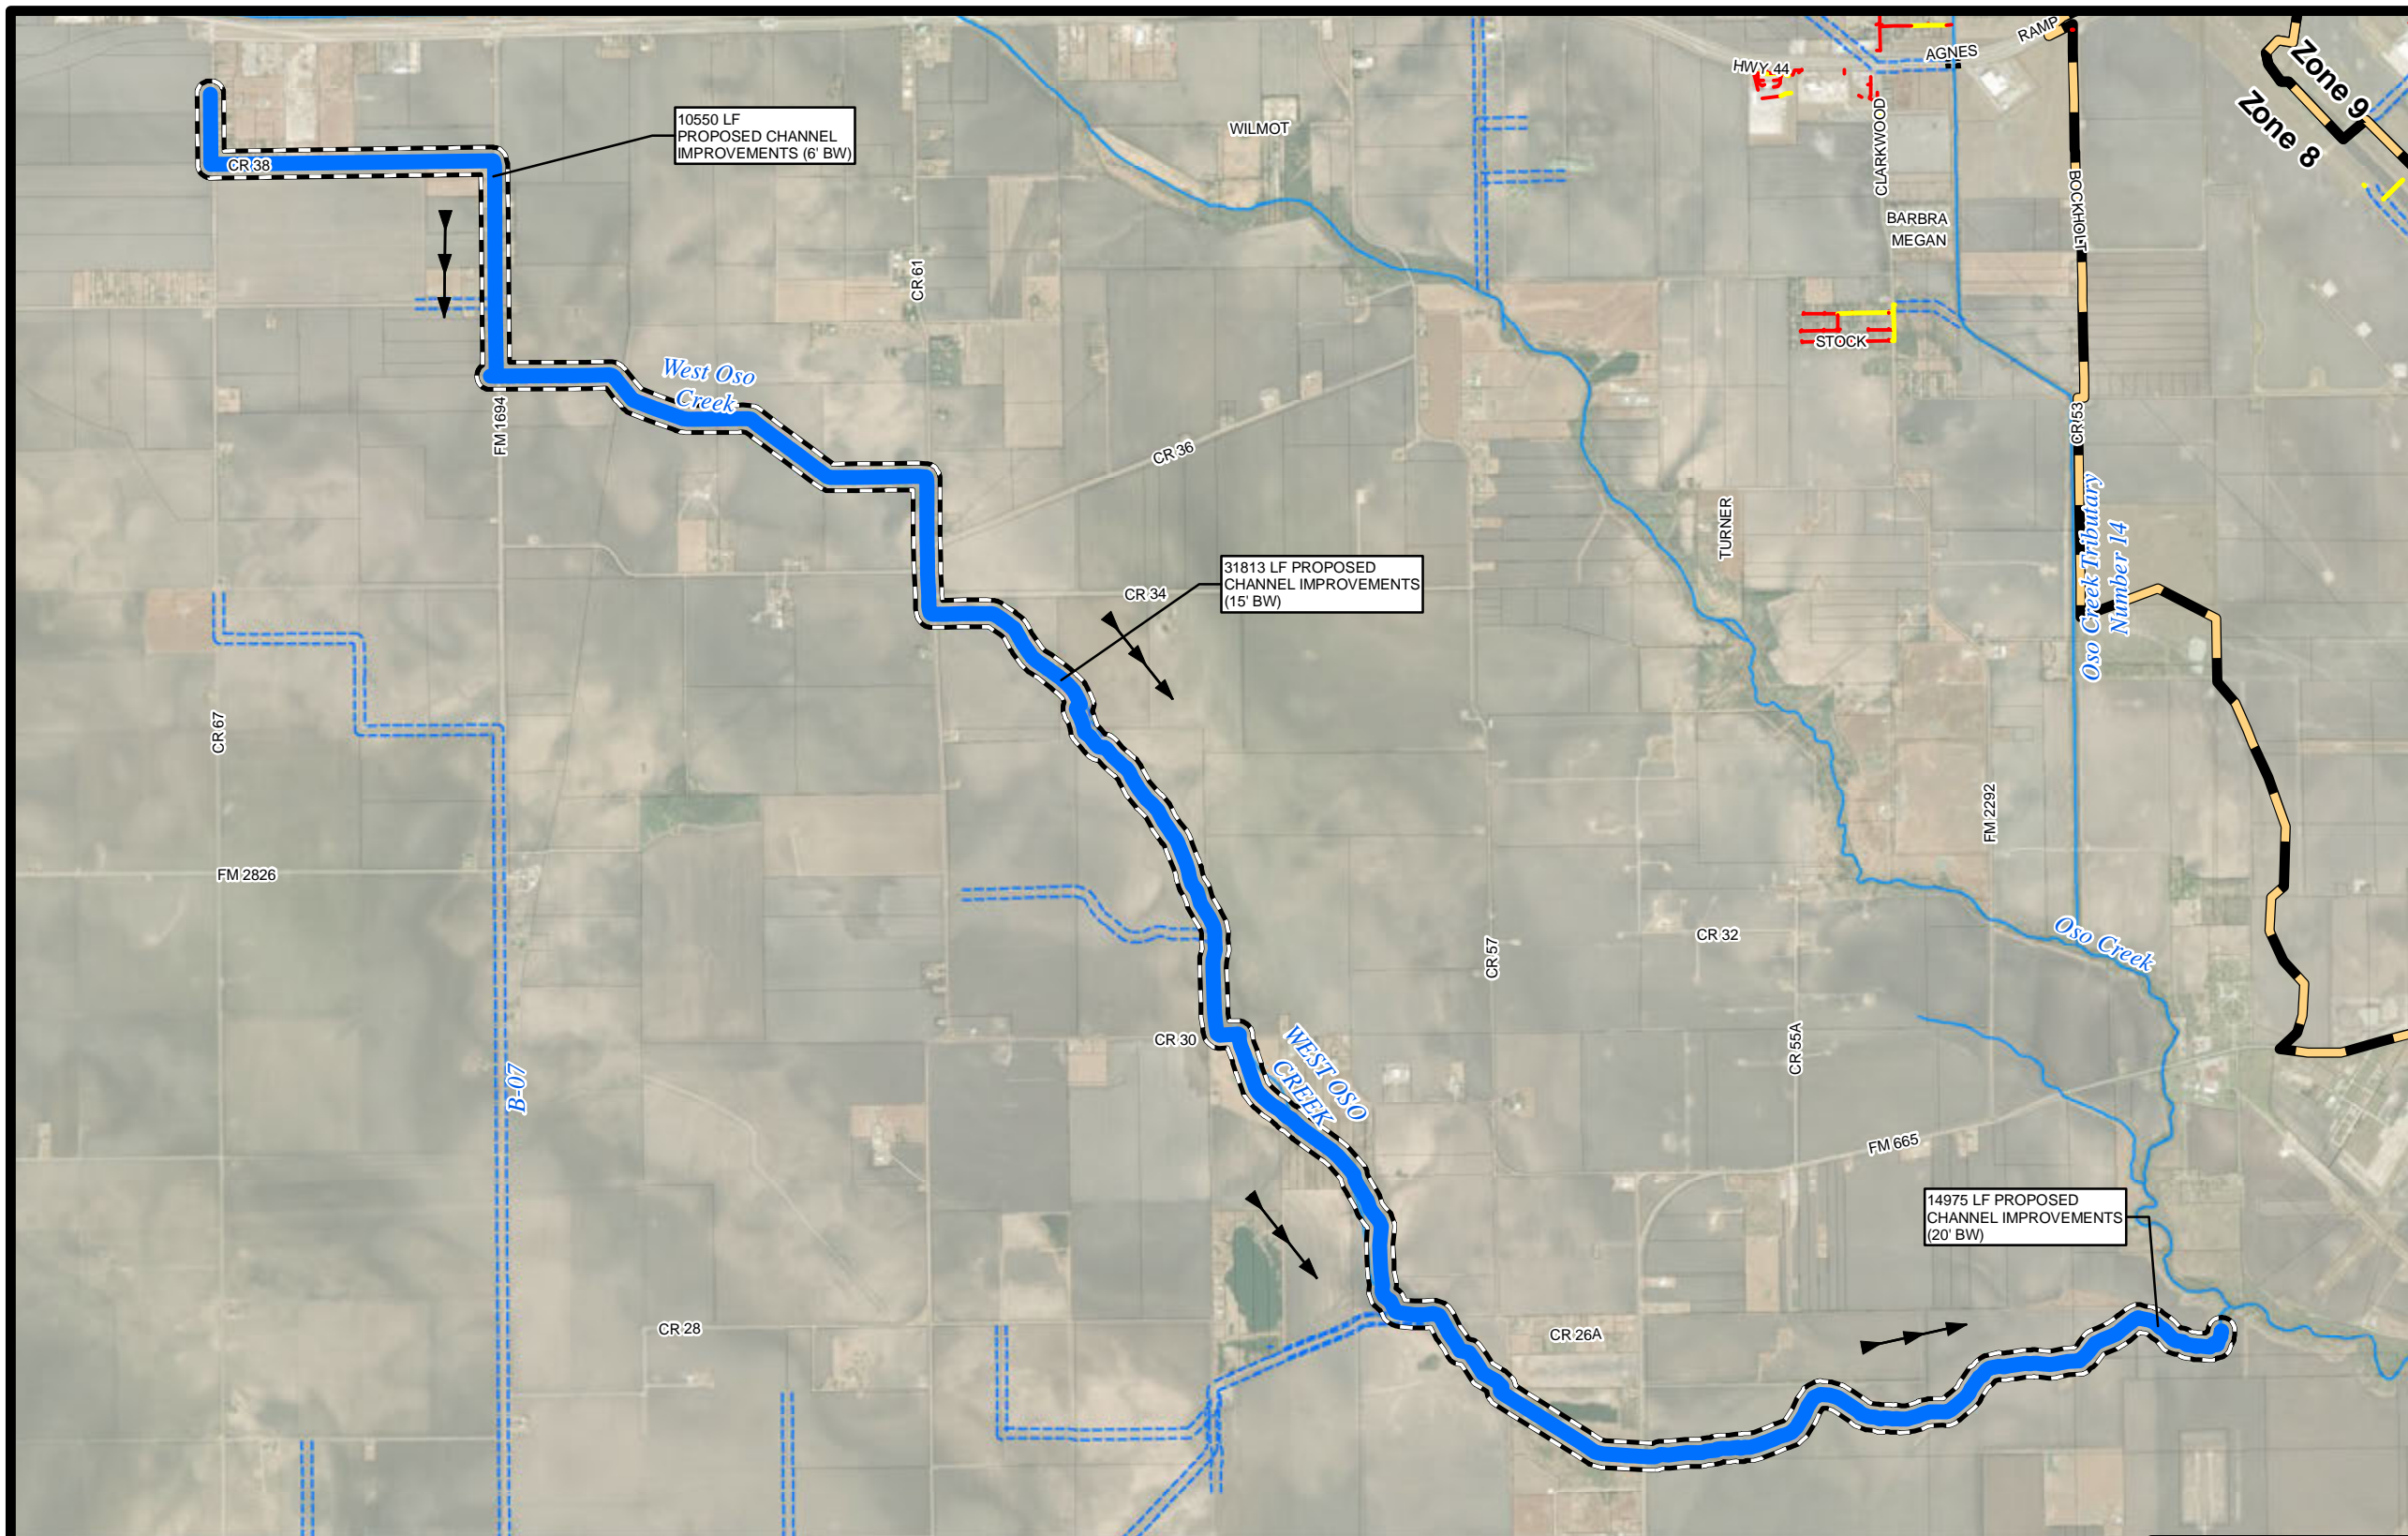 RAMP
AGNES
HWY 44
Zone 9
Zone 8
10550 LF
PROPOSED CHANNEL
IMPROVEMENTS (6' BW)
WILMOT
CLARKWOOD
CR 38
BOCKHOLT
BARBRA
MEGAN
CR 61
STOCK
West Oso
Creek
FM 1694
CR 53
CR 36
TURNER
Oso Creek Tributary
Number 14
31813 LF PROPOSED
CHANNEL IMPROVEMENTS
(15' BW)
CR 34
CR 67
FM 2292
FM 2826
CR 32
CR 57
Oso Creek
CR 30
CR 55A
WEST OSO
CREEK
B-07
FM 665
14975 LF PROPOSED
CHANNEL IMPROVEMENTS
(20' BW)
CR 28
CR 26A